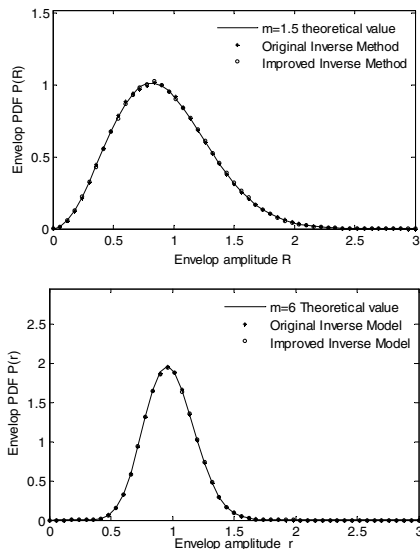 1.5
1
0.5
0
Envelop PDF P(R)
m=1.5 theoretical value
Original Inverse Method
Improved Inverse Method
0 0.5 1 1.5 2 2.5 3
Envelop amplitude R
2.5
2
1.5
1
0.5
0
Envelop PDF P(r)
m=6 Theoretical value
Original Inverse Model
Improved Inverse Model
0 0.5 1 1.5 2 2.5 3
Envelop amplitude r